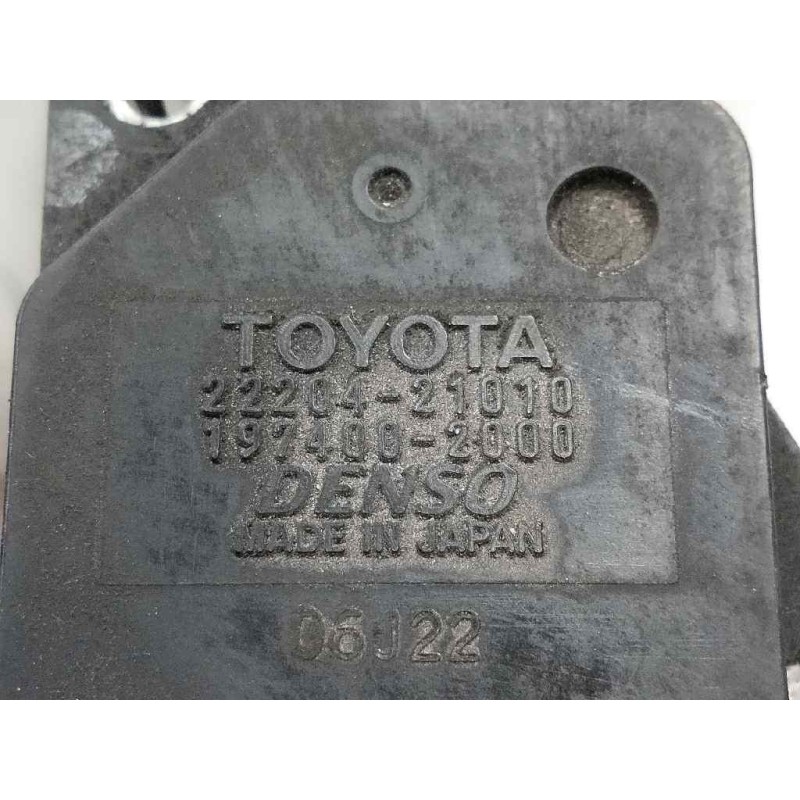 TOYOTA
22204-21010
197400-2000
DENSO
MADE IN JAPAN
06J22